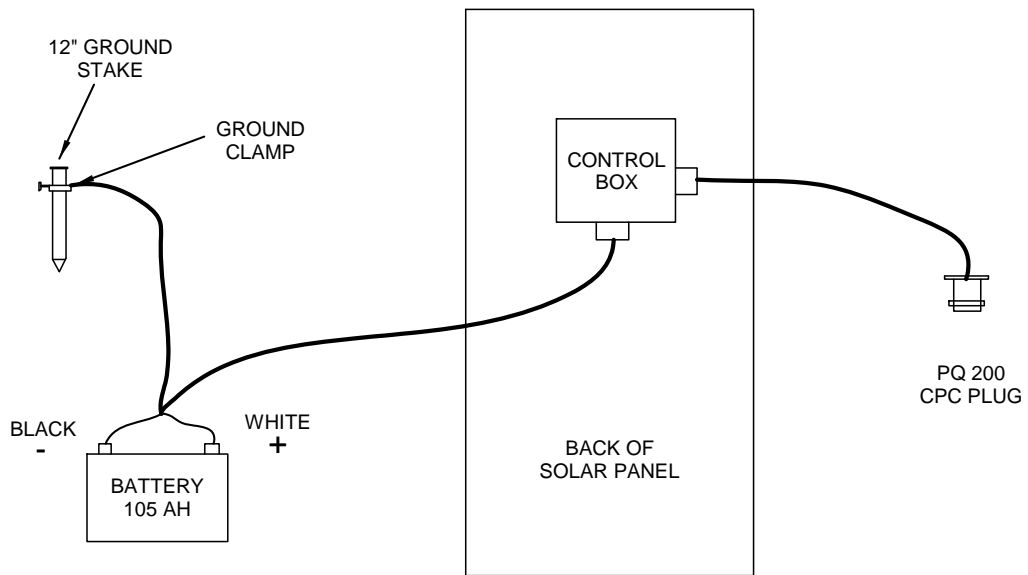 12" GROUND
STAKE
GROUND
CLAMP
CONTROL
BOX
PQ 200
CPC PLUG
BLACK
-
WHITE
+
BATTERY
105 AH
BACK OF
SOLAR PANEL